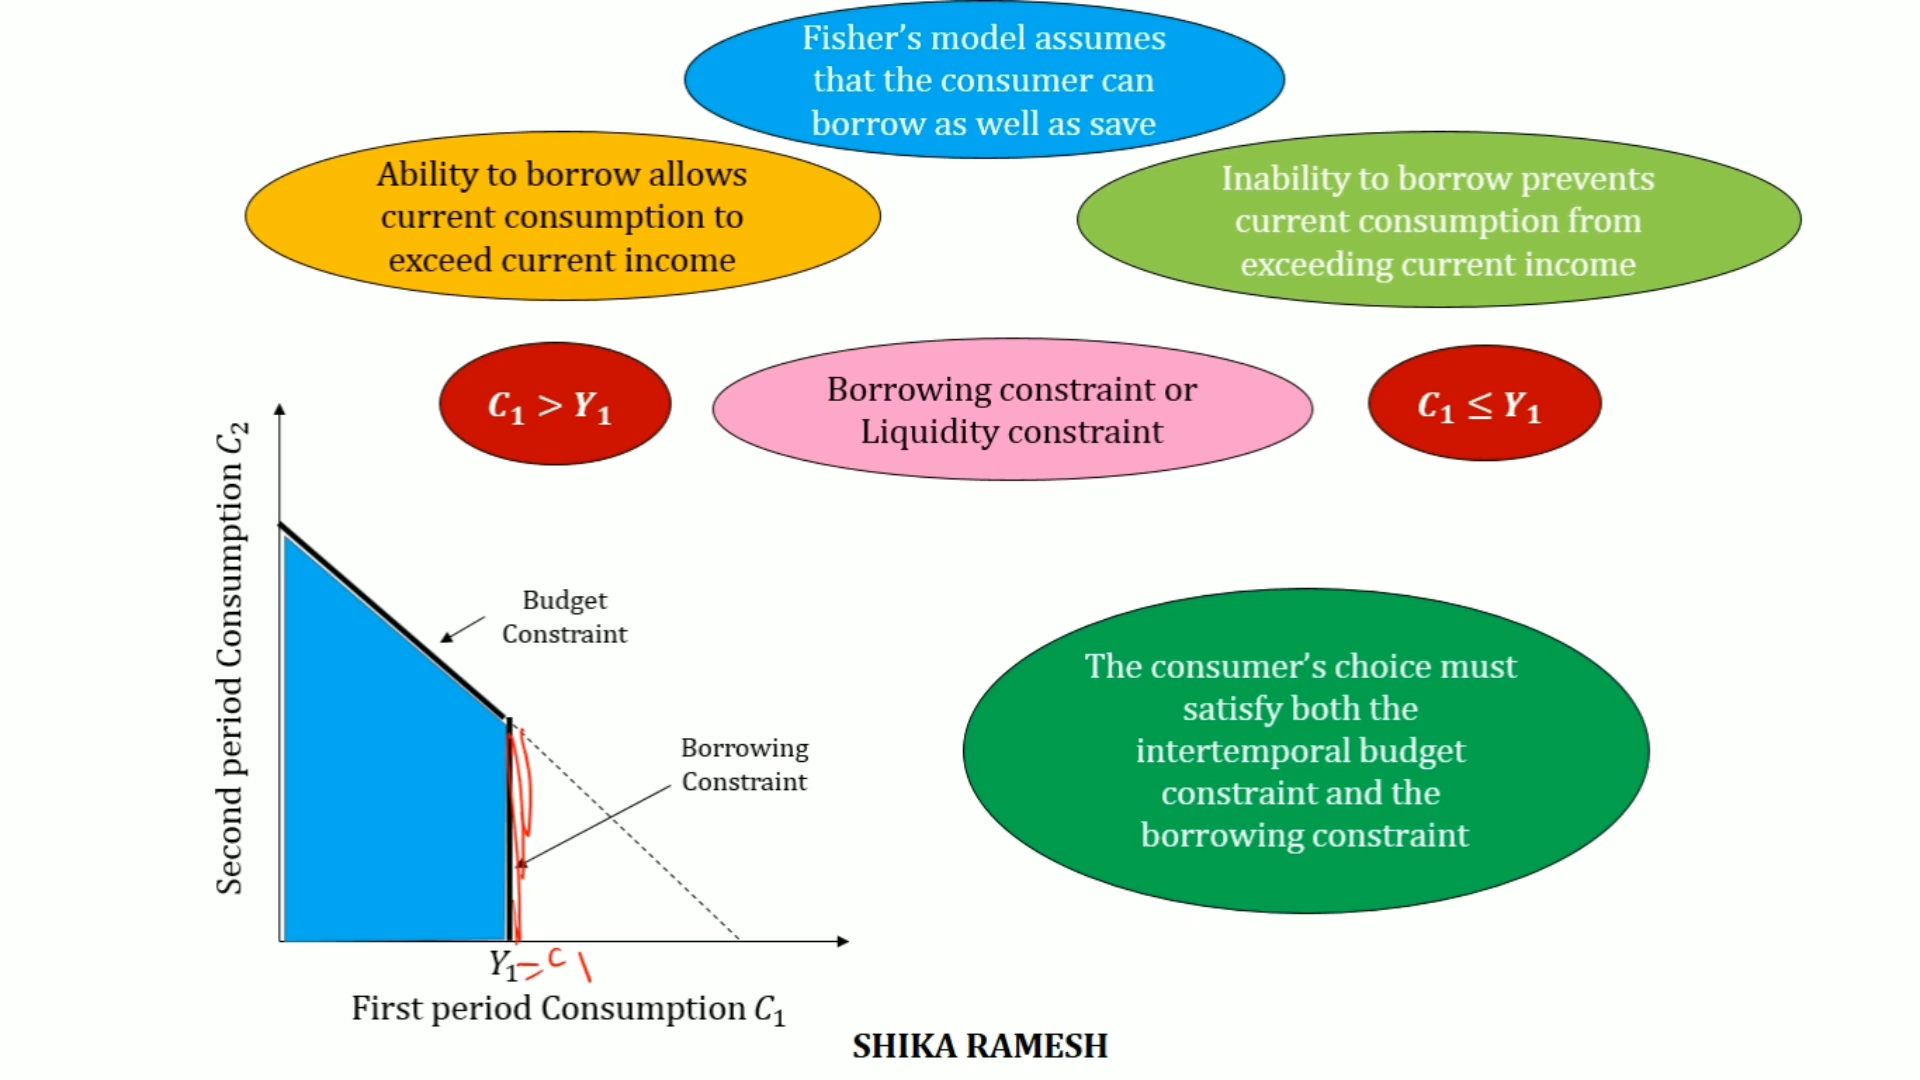 Fisher’s model assumes
that the consumer can
borrow as well as save
Ability to borrow allows
current consumption to
exceed current income
Inability to borrow prevents
current consumption from
exceeding current income
C₁ > Y₁
Borrowing constraint or
Liquidity constraint
C₁ ≤ Y₁
Second period Consumption C₂
Budget
Constraint
Borrowing
Constraint
Y₁ = C1
First period Consumption C₁
The consumer’s choice must
satisfy both the
intertemporal budget
constraint and the
borrowing constraint
SHIKA RAMESH